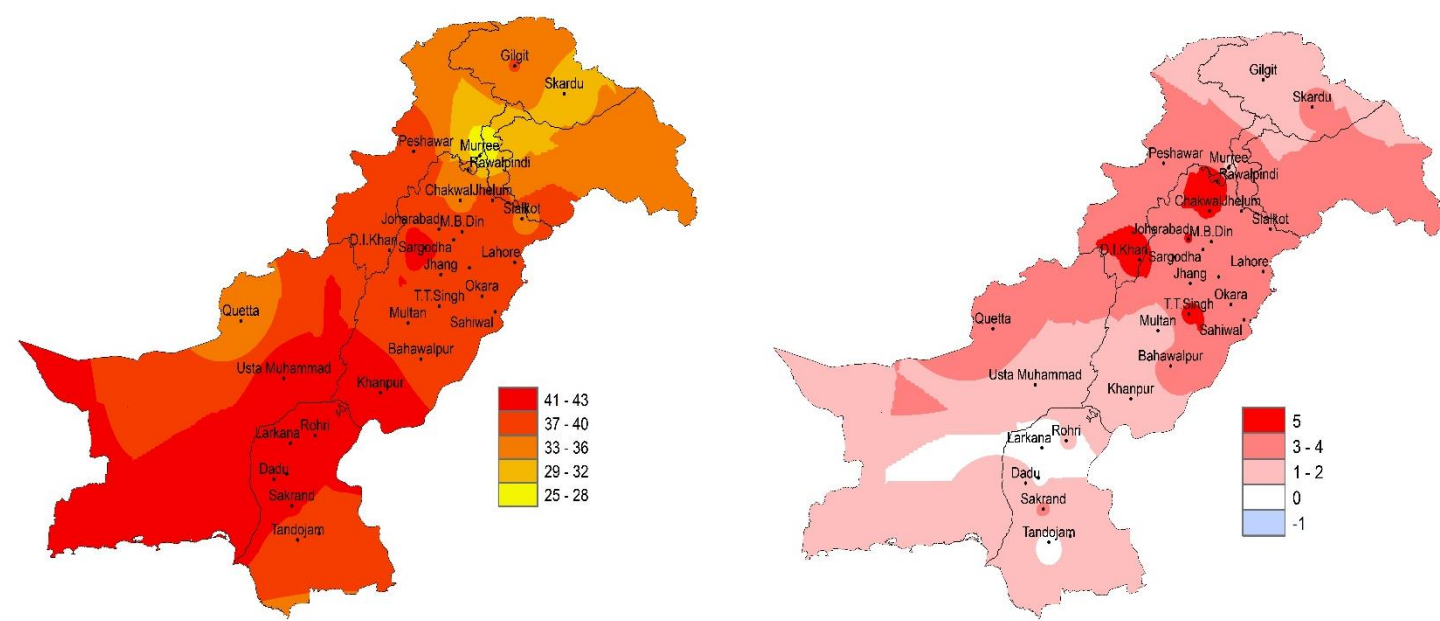 Gilgit
Skardu
Peshawar
Murree
Rawalpindi
Chakwal
Jhelum
Sialkot
Joharabad
M.B.Din
D.I.Khan
Sargodha
Lahore
Jhang
T.T.Singh
Okara
Quetta
Multan
Sahiwal
Bahawalpur
Usta Muhammad
Khanpur
Larkana
Rohri
Dadu
Sakrand
Tandojam
41 - 43
37 - 40
33 - 36
29 - 32
25 - 28
Gilgit
Skardu
Peshawar
Murree
Rawalpindi
Chakwal
Jhelum
Sialkot
Joharabad
M.B.Din
D.I.Khan
Sargodha
Lahore
Jhang
T.T.Singh
Okara
Quetta
Multan
Sahiwal
Bahawalpur
Usta Muhammad
Khanpur
Larkana
Rohri
Dadu
Sakrand
Tandojam
5
3 - 4
1 - 2
0
-1